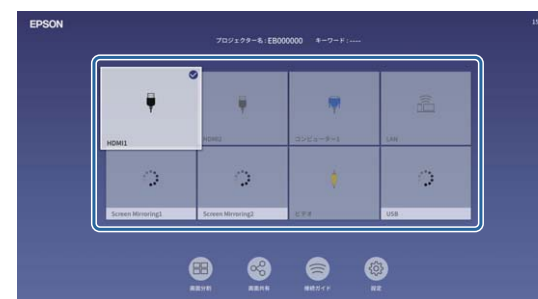 EPSON
プロジェクター名 : EB000000 キーワード : ----
HDMI1
HDMI2
コンピューター1
LAN
Screen Mirroring1
Screen Mirroring2
ビデオ
USB
画面分割
画面共有
接続ガイド
設定